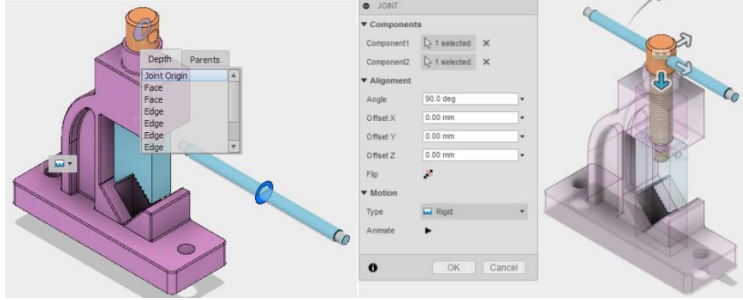 Depth Parents
Joint Origin
Face
Face
Edge
Edge
Edge
Edge
JOINT
Components
Component1 1 selected
Component2 1 selected
Alignment
Angle 90.0 deg
Offset X 0.00 mm
Offset Y 0.00 mm
Offset Z 0.00 mm
Flip
Motion
Type Rigid
Animate
OK Cancel